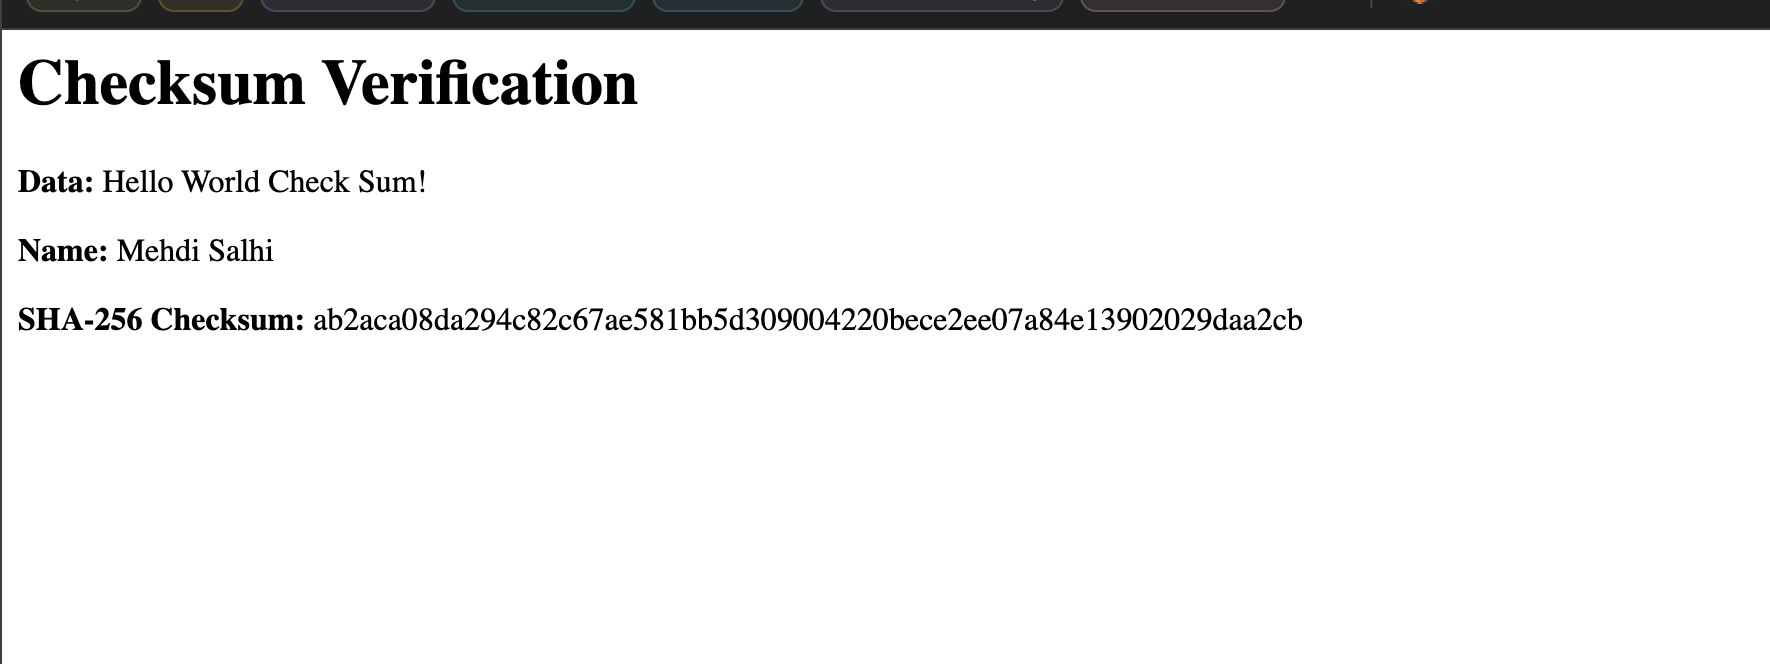 Checksum Verification
Data: Hello World Check Sum!
Name: Mehdi Salhi
SHA-256 Checksum: ab2aca08da294c82c67ae581bb5d309004220bece2ee07a84e13902029daa2cb